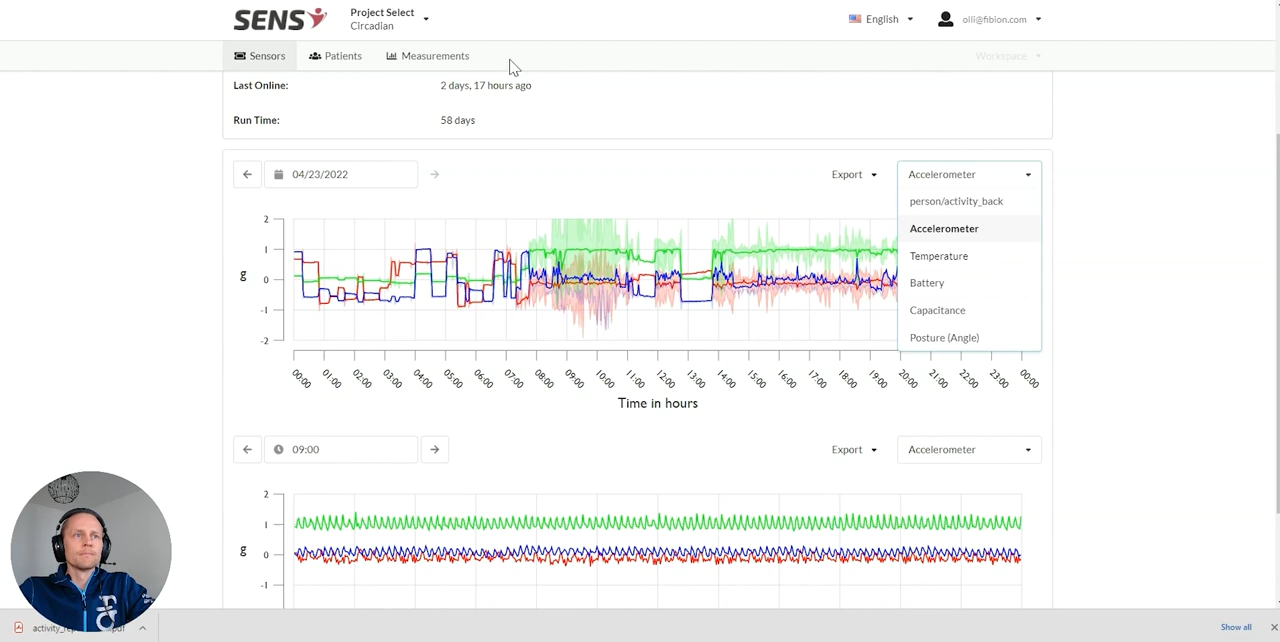 SENS
Project Select
Circadian
English
olli@fibion.com
Sensors
Patients
Measurements
Workspace
Last Online:
2 days, 17 hours ago
Run Time:
58 days
04/23/2022
Export
Accelerometer
person/activity_back
Accelerometer
Temperature
Battery
Capacitance
Posture (Angle)
2
1
g
0
-1
-2
00:00
01:00
02:00
03:00
04:00
05:00
06:00
07:00
08:00
09:00
10:00
11:00
12:00
13:00
14:00
15:00
16:00
17:00
18:00
19:00
20:00
21:00
22:00
23:00
00:00
Time in hours
09:00
Export
Accelerometer
2
1
g
0
-1
Show all